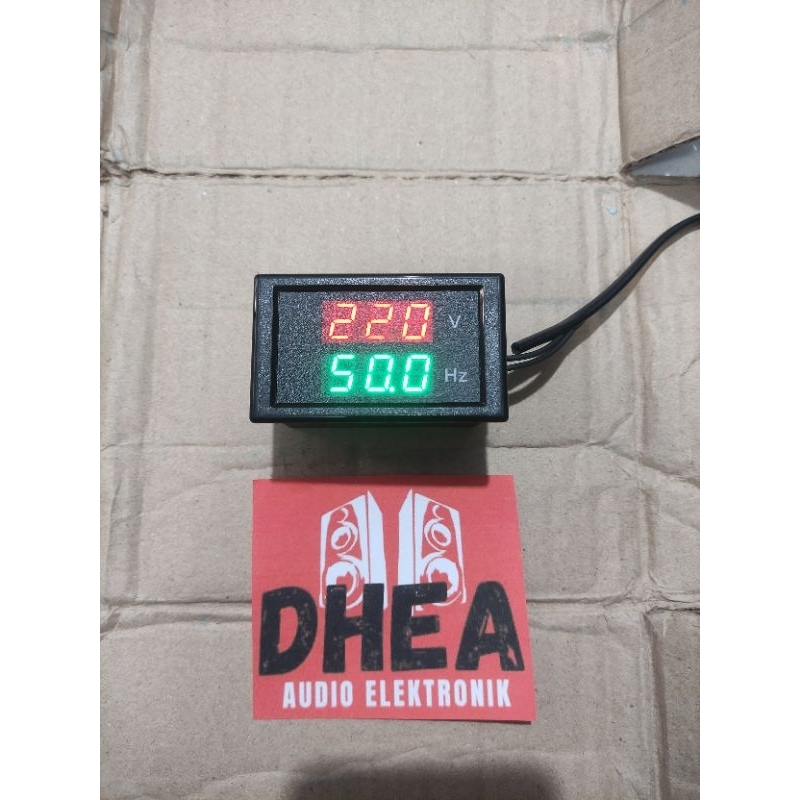 220 V
50.0 Hz
DHEA
AUDIO ELEKTRONIK